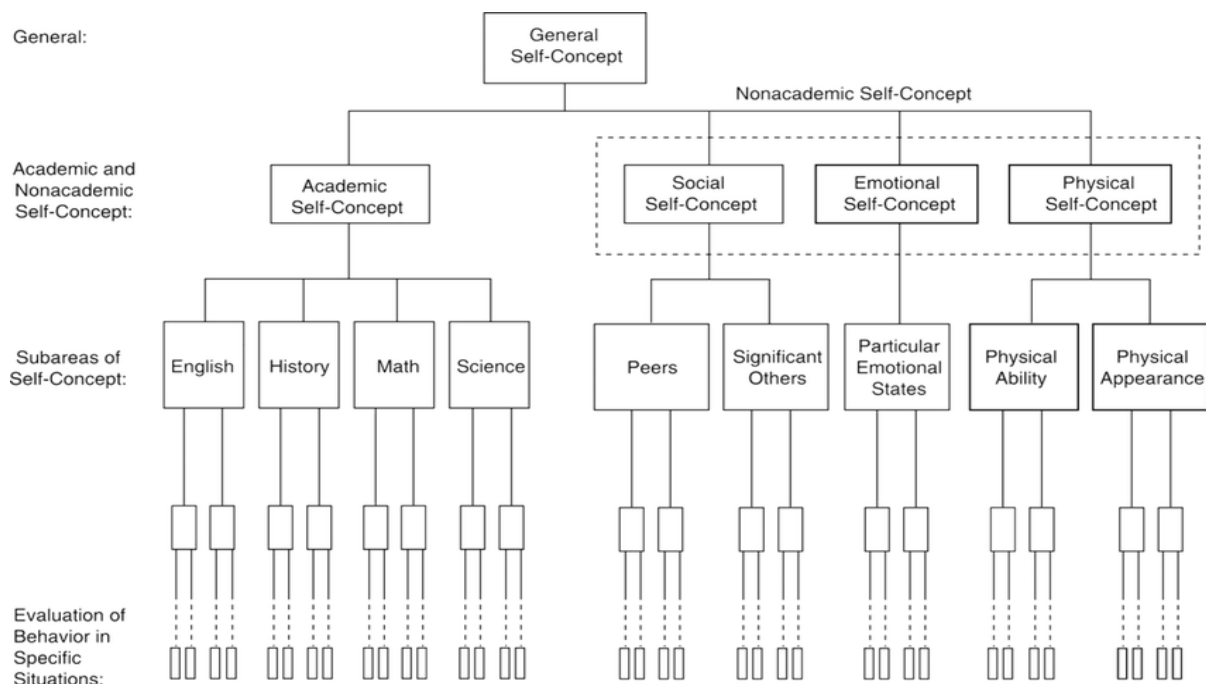 General:
General
Self-Concept
Nonacademic Self-Concept
Academic and
Nonacademic
Self-Concept:
Academic
Self-Concept
Social
Self-Concept
Emotional
Self-Concept
Physical
Self-Concept
Subareas of
Self-Concept:
English
History
Math
Science
Peers
Significant
Others
Particular
Emotional
States
Physical
Ability
Physical
Appearance
Evaluation of
Behavior in
Specific
Situations: